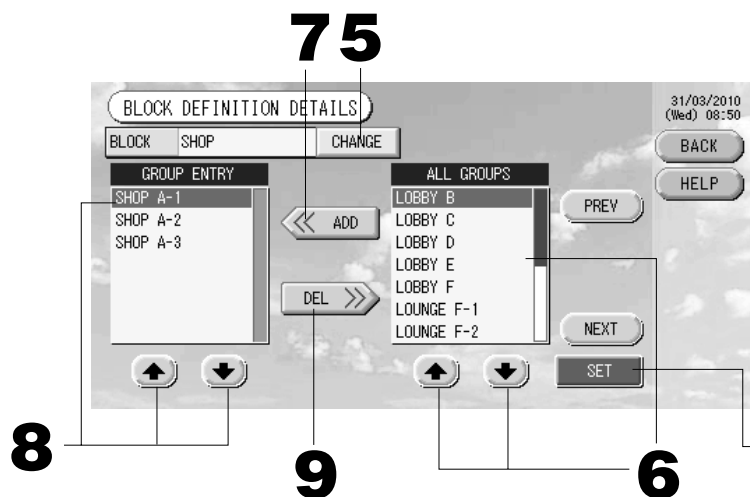 7 5
BLOCK DEFINITION DETAILS
31/03/2010
(Wed) 08:50
BLOCK SHOP CHANGE
BACK
HELP
GROUP ENTRY
SHOP A-1
SHOP A-2
SHOP A-3
ADD
DEL
ALL GROUPS
LOBBY B
LOBBY C
LOBBY D
LOBBY E
LOBBY F
LOUNGE F-1
LOUNGE F-2
PREV
NEXT
SET
8
9
6